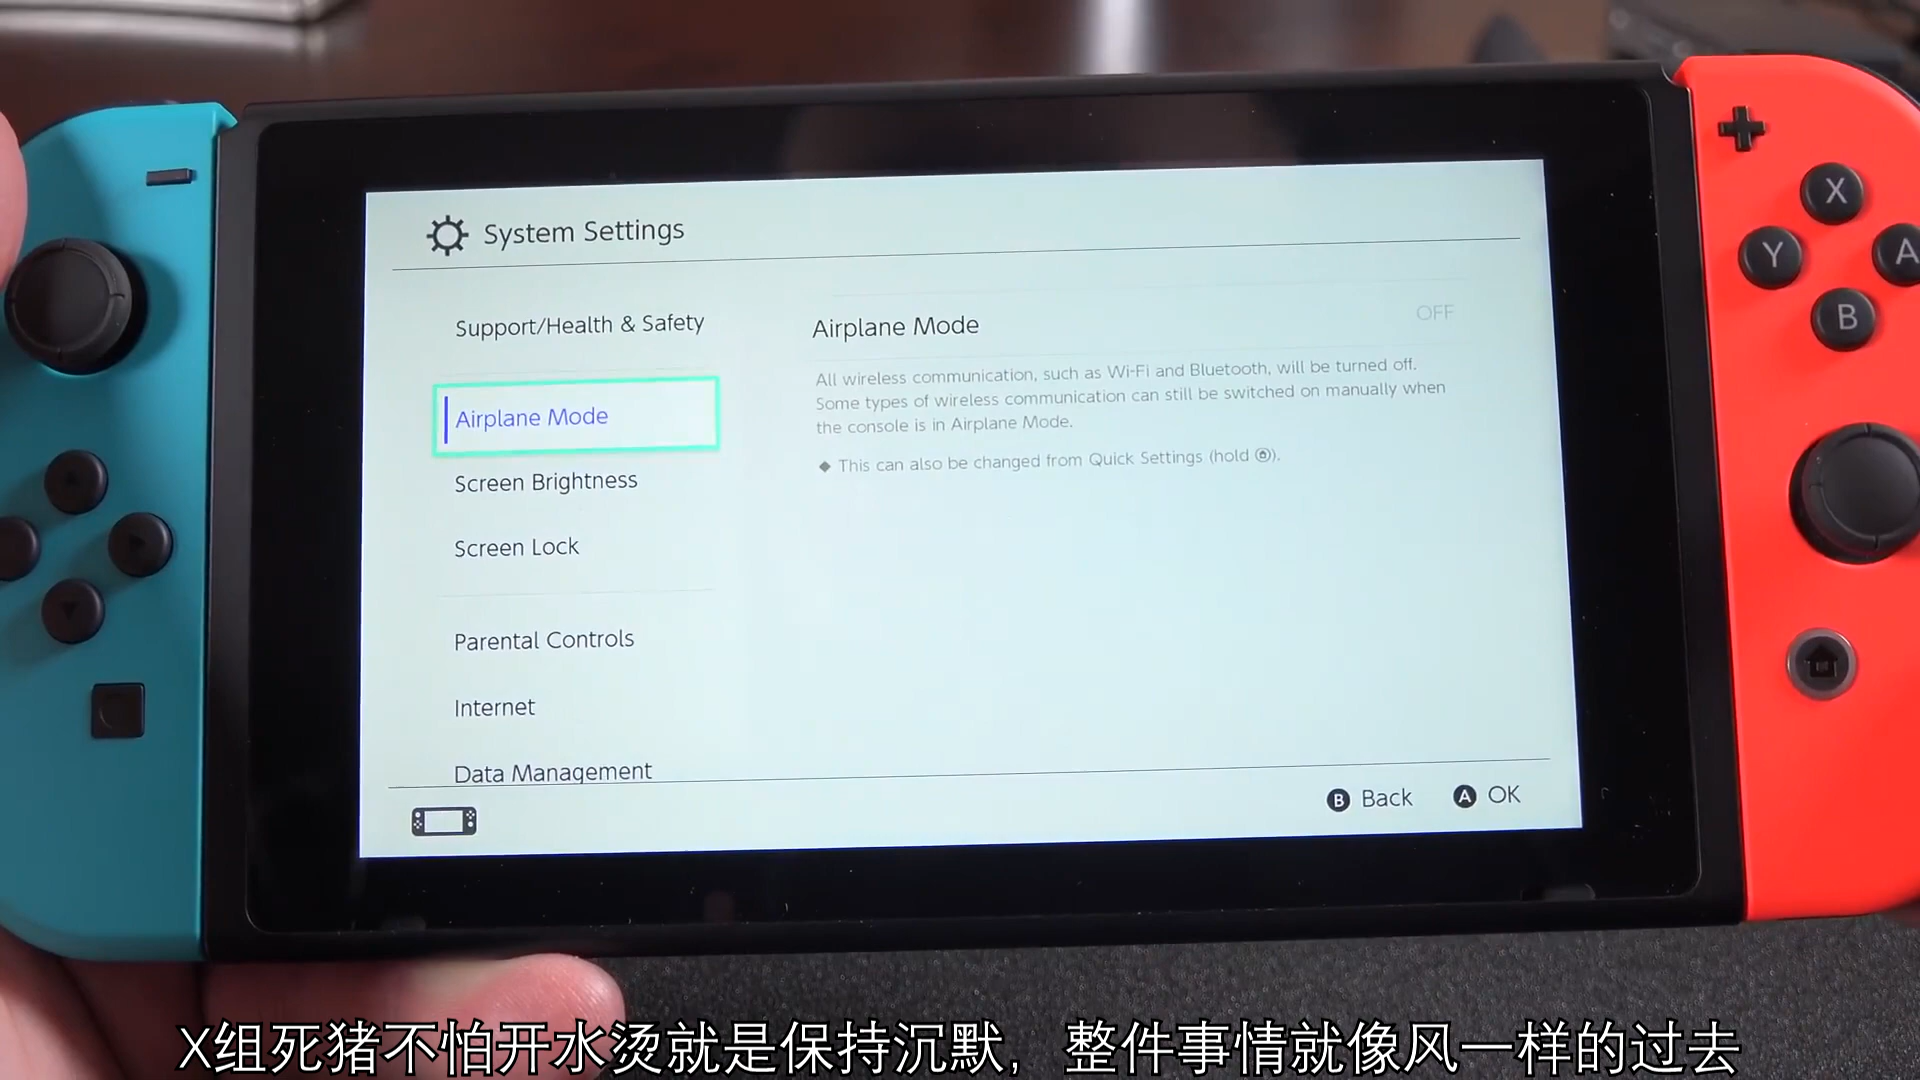 System Settings
Support/Health & Safety
Airplane Mode
Screen Brightness
Screen Lock
Parental Controls
Internet
Data Management
Airplane Mode
OFF
All wireless communication, such as Wi-Fi and Bluetooth, will be turned off.
Some types of wireless communication can still be switched on manually when
the console is in Airplane Mode.
◆ This can also be changed from Quick Settings (hold ).
B Back
A OK
X
Y
A
B
X组死猪不怕开水烫就是保持沉默，整件事情就像风一样的过去